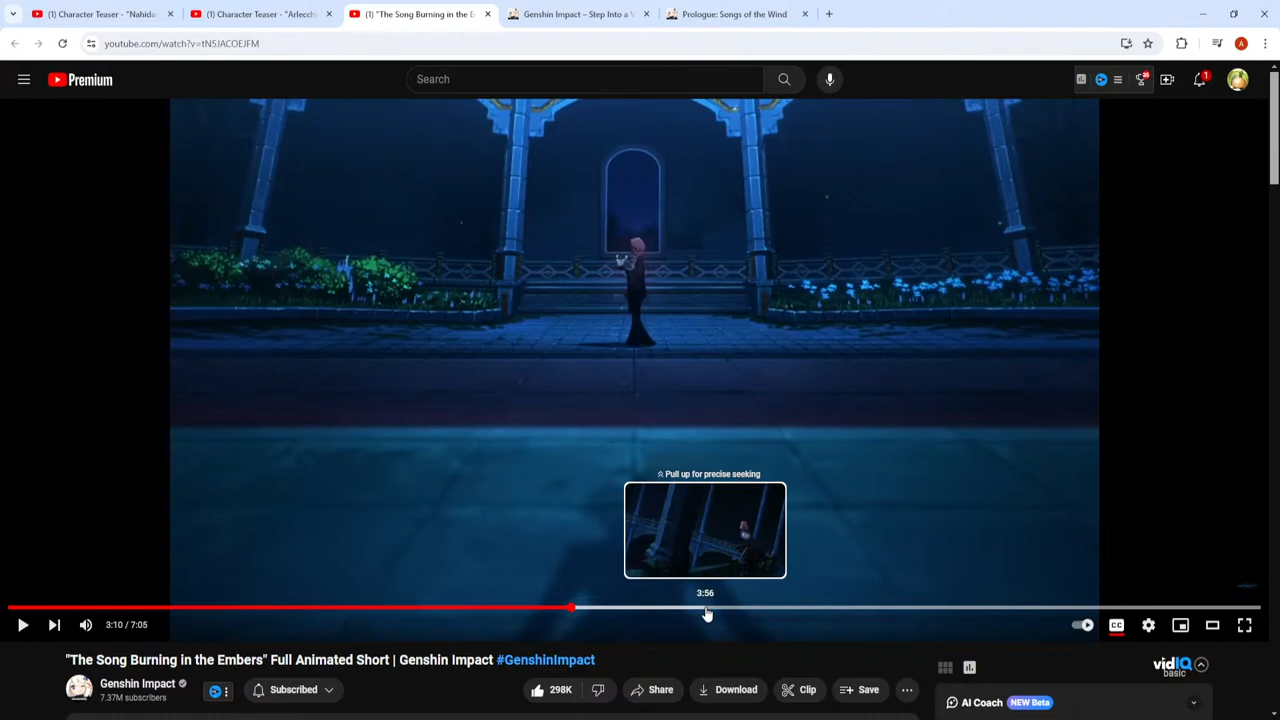 (1) Character Teaser - "Nahida:
(1) Character Teaser - "Arlecch
(1) "The Song Burning in the E
Genshin Impact – Step Into a V
Prologue: Songs of the Wind
youtube.com/watch?v=tN5JACOEJFM
A
Premium
Search
1
Pull up for precise seeking
3:56
3:10 / 7:05
CC
"The Song Burning in the Embers" Full Animated Short | Genshin Impact #GenshinImpact
Genshin Impact
7.37M subscribers
Subscribed
298K
Share
Download
Clip
Save
vidIQ
basic
AI Coach
NEW Beta